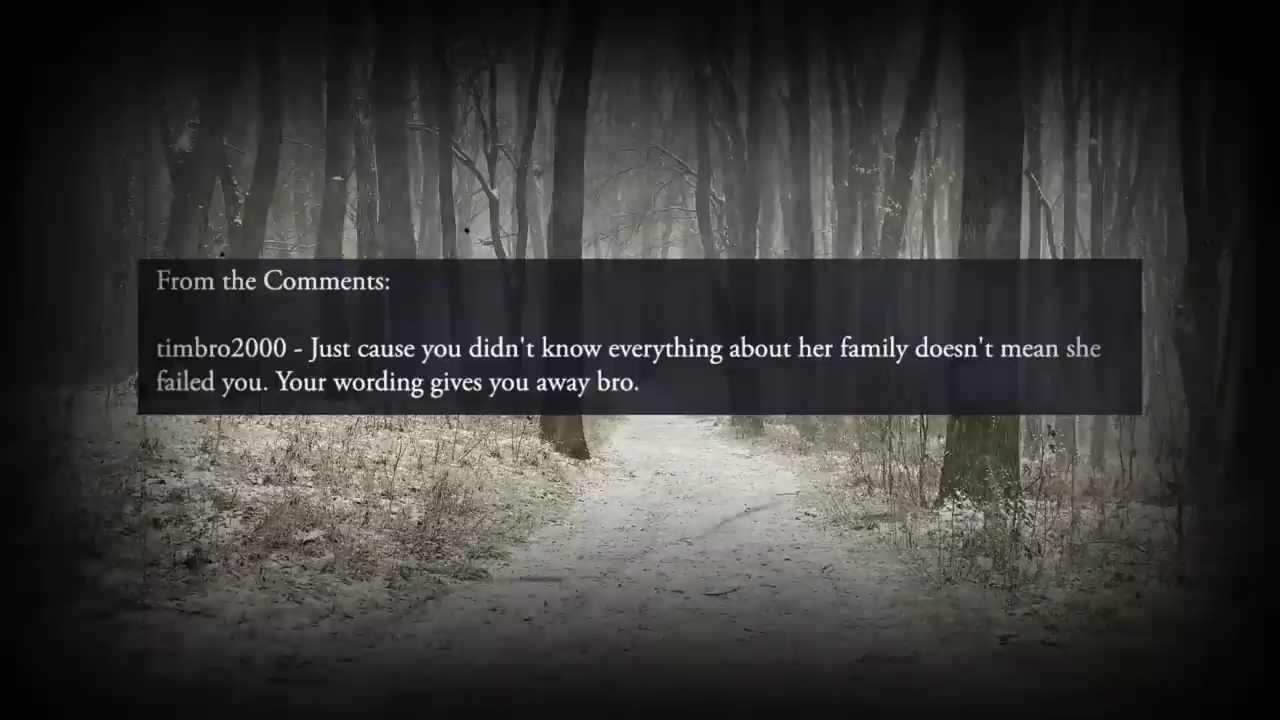 From the Comments:
timbro2000 - Just cause you didn't know everything about her family doesn't mean she
failed you. Your wording gives you away bro.